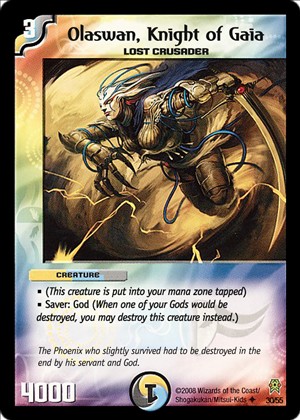 3
Olaswan, Knight of Gaia
LOST CRUSADER
CREATURE
▪ (This creature is put into your mana zone tapped)
▪ Saver: God (When one of your Gods would be
destroyed, you may destroy this creature instead.)
The Phoenix who slightly survived had to be destroyed in the
end by his servant and God.
4000
1
©2008 Wizards of the Coast/
Shogakukan/Mitsui-Kids 30/55